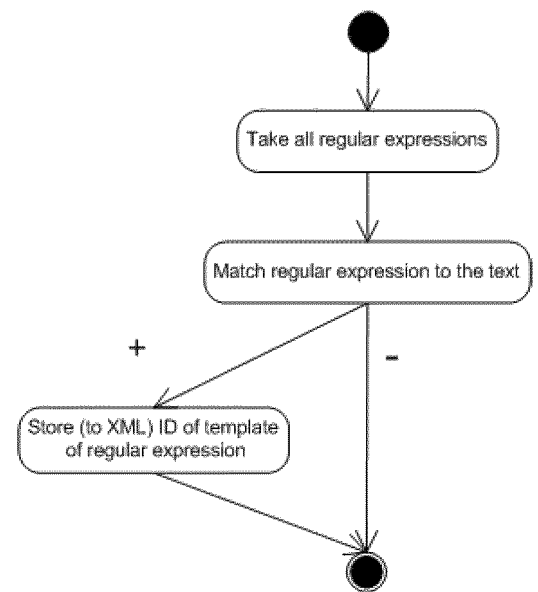 Take all regular expressions
Match regular expression to the text
+
-
Store (to XML) ID of template
of regular expression